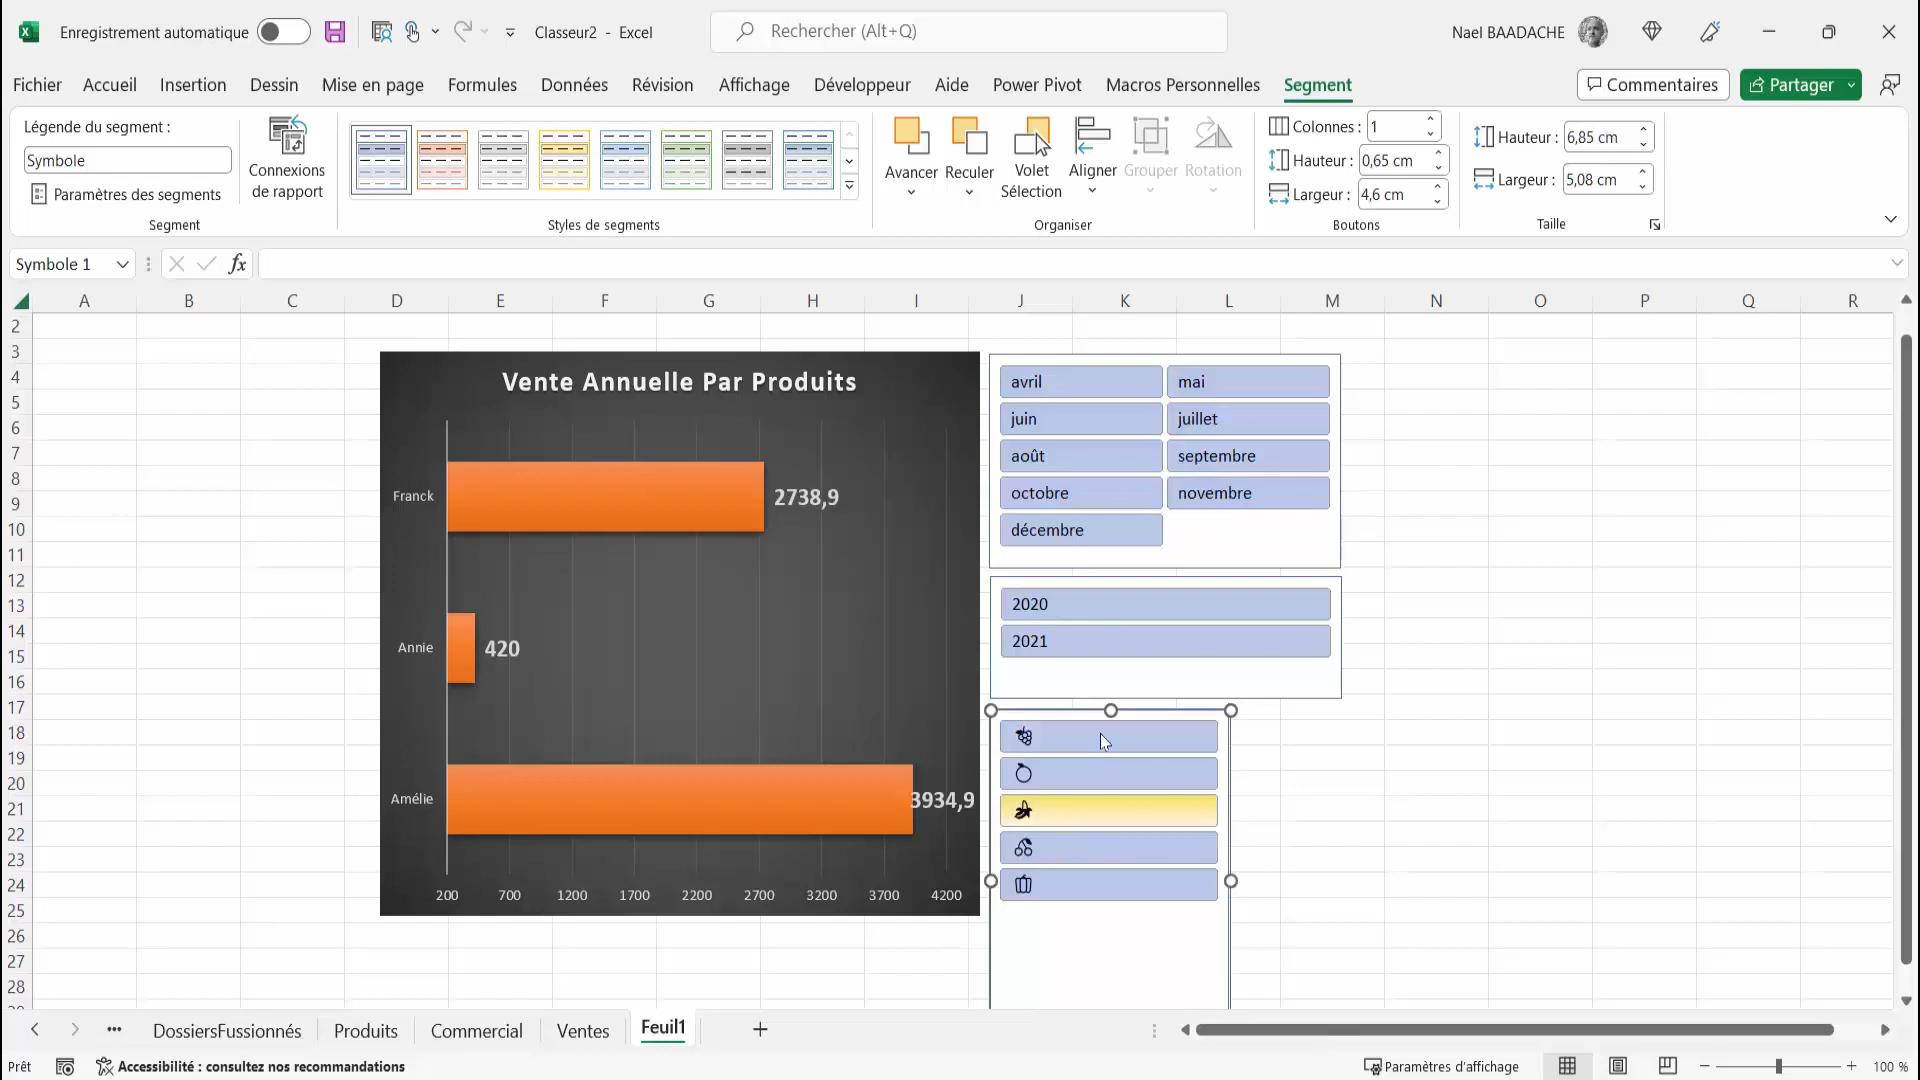 Enregistrement automatique
Classeur2 - Excel
Rechercher (Alt+Q)
Nael BAADACHE
Fichier Accueil Insertion Dessin Mise en page Formules Données Révision Affichage Développeur Aide Power Pivot Macros Personnelles Segment
Commentaires
Partager
Légende du segment :
Symbole
Paramètres des segments
Segment
Connexions
de rapport
Styles de segments
Avancer
Reculer
Volet
Sélection
Aligner
Grouper
Rotation
Organiser
Colonnes : 1
Hauteur : 0,65 cm
Largeur : 4,6 cm
Boutons
Hauteur : 6,85 cm
Largeur : 5,08 cm
Taille
Symbole 1
fx
A B C D E F G H I J K L M N O P Q R
2
3
4
5
6
7
8
9
10
11
12
13
14
15
16
17
18
19
20
21
22
23
24
25
26
27
28
Vente Annuelle Par Produits
Franck
2738,9
Annie
420
Amélie
3934,9
200 700 1200 1700 2200 2700 3200 3700 4200
avril mai
juin juillet
août septembre
octobre novembre
décembre
2020
2021
DossiersFussionnés Produits Commercial Ventes Feuil1
Prêt
Accessibilité : consultez nos recommandations
Paramètres d'affichage
100 %